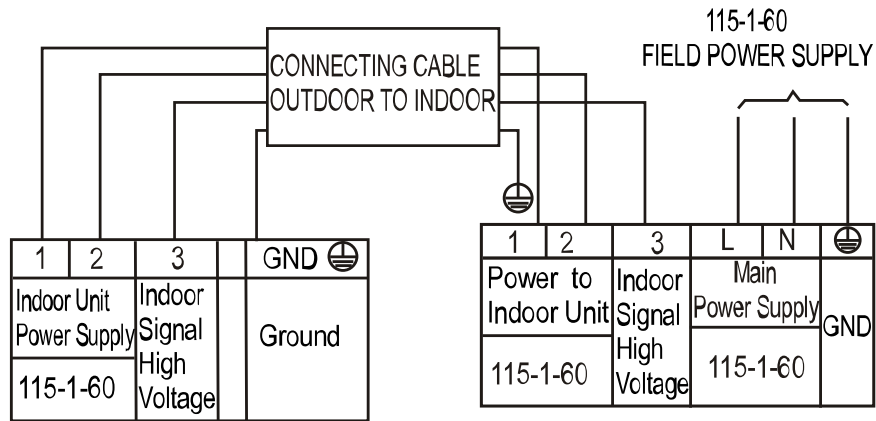 115-1-60
FIELD POWER SUPPLY
CONNECTING CABLE
OUTDOOR TO INDOOR
1 2 3 GND
Indoor Unit
Power Supply
115-1-60
Indoor
Signal
High
Voltage
Ground
1 2 3 L N
Power to
Indoor Unit
115-1-60
Indoor
Signal
High
Voltage
Main
Power Supply
115-1-60
GND